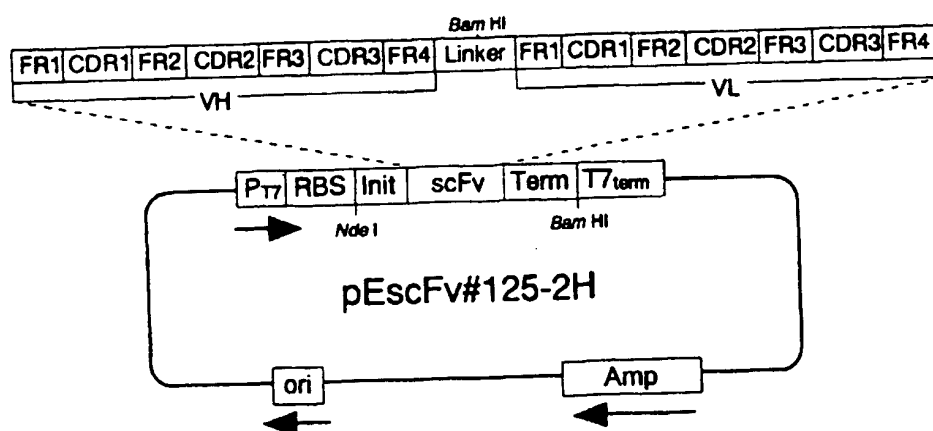 Bam HI
FR1 CDR1 FR2 CDR2 FR3 CDR3 FR4 Linker FR1 CDR1 FR2 CDR2 FR3 CDR3 FR4
VH VL
PT7 RBS Init scFv Term T7term
Nde I Bam HI
pEscFv#125-2H
ori Amp